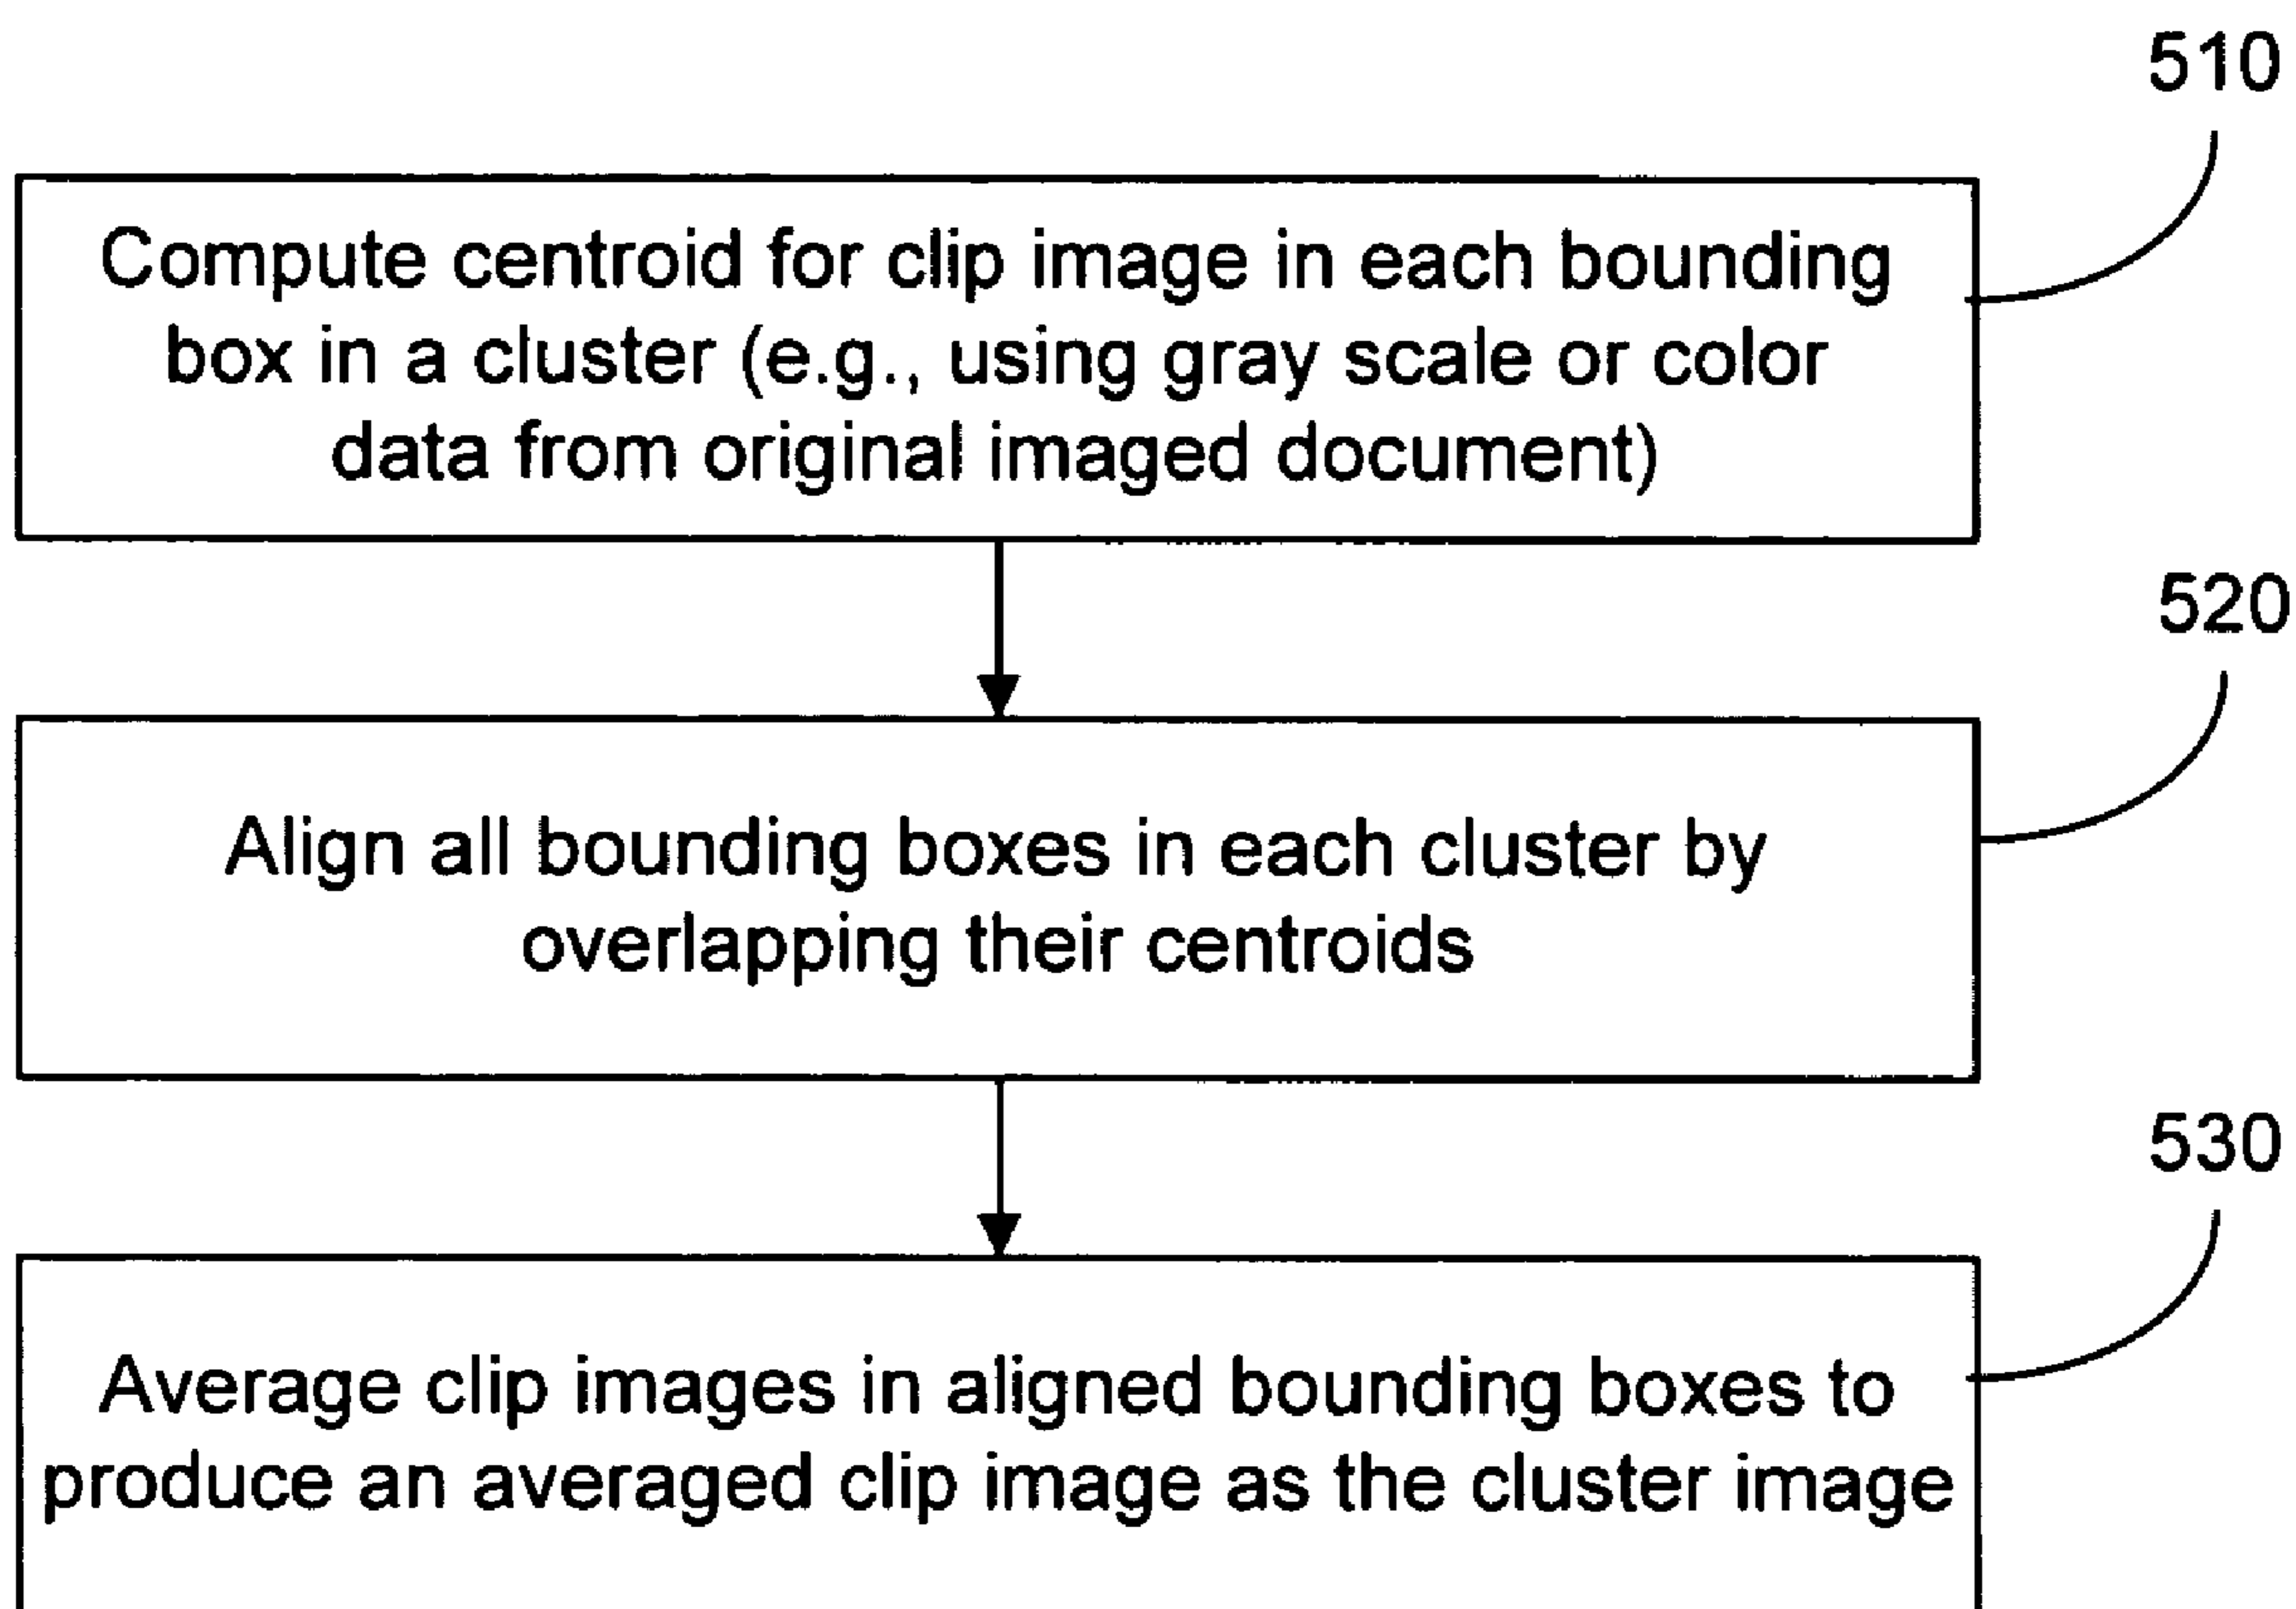 510
Compute centroid for clip image in each bounding
box in a cluster (e.g., using gray scale or color
data from original imaged document)
520
Align all bounding boxes in each cluster by
overlapping their centroids
530
Average clip images in aligned bounding boxes to
produce an averaged clip image as the cluster image